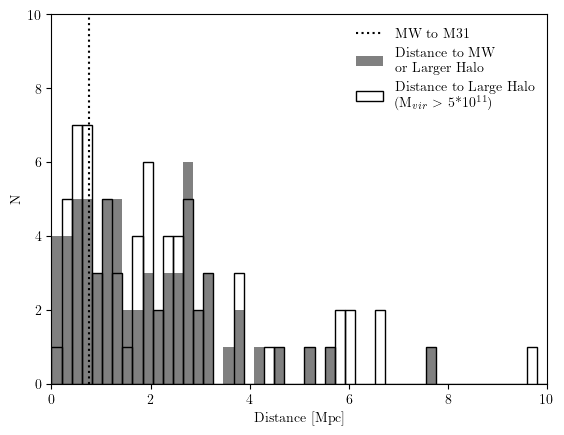 10
8
6
4
2
0
N
0 2 4 6 8 10
Distance [Mpc]
MW to M31
Distance to MW
or Larger Halo
Distance to Large Halo
(M_{vir} > 5*10^{11})